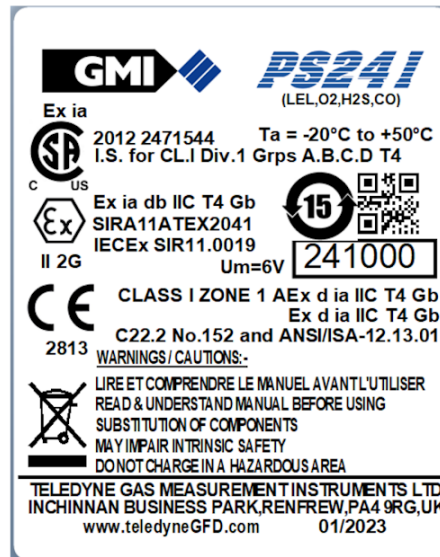 GMI PS241
(LEL,O2,H2S,CO)
Ex ia
2012 2471544 Ta = -20°C to +50°C
I.S. for CL.I Div.1 Grps A.B.C.D T4
SA
C US
15
Ex ia db IIC T4 Gb
SIRA11ATEX2041
IECEx SIR11.0019
Ex
II 2G
Um=6V 241000
CLASS I ZONE 1 AEx d ia IIC T4 Gb
Ex d ia IIC T4 Gb
CE
C22.2 No.152 and ANSI/ISA-12.13.01
2813
WARNINGS / CAUTIONS:-
LIRE ET COMPRENDRE LE MANUEL AVANT L'UTILISER
READ & UNDERSTAND MANUAL BEFORE USING
SUBSTITUTION OF COMPONENTS
MAY IMPAIR INTRINSIC SAFETY
DO NOT CHARGE IN A HAZARDOUS AREA
TELEDYNE GAS MEASUREMENT INSTRUMENTS LTD
INCHINNAN BUSINESS PARK,RENFREW,PA4 9RG,UK
www.teledyneGFD.com 01/2023